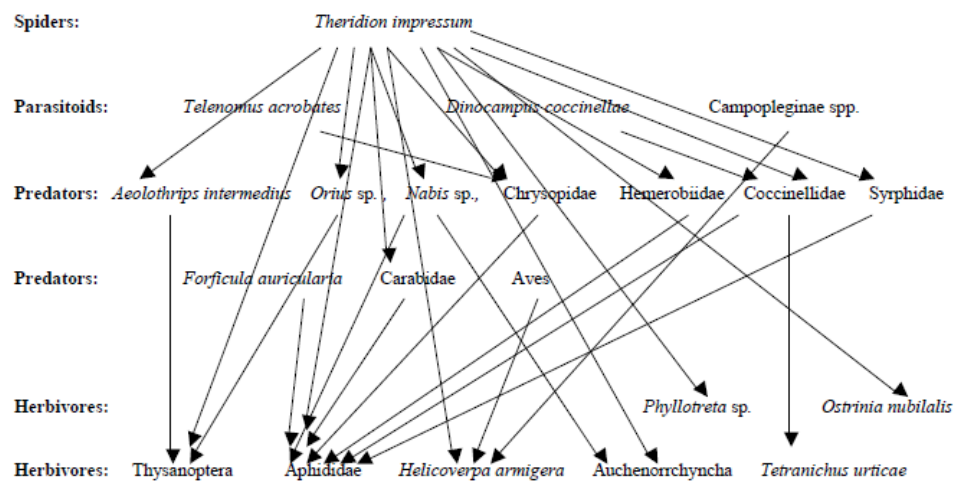 Spiders: Theridion impressum
Parasitoids: Telenomus acrobates Dinocampus coccinellae Campopleginae spp.
Predators: Aeolothrips intermedius Orius sp., Nabis sp., Chrysopidae Hemerobiidae Coccinellidae Syrphidae
Predators: Forficula auricularia Carabidae Aves
Herbivores: Phyllotreta sp. Ostrinia nubilalis
Herbivores: Thysanoptera Aphididae Helicoverpa armigera Auchenorrchyncha Tetranichus urticae